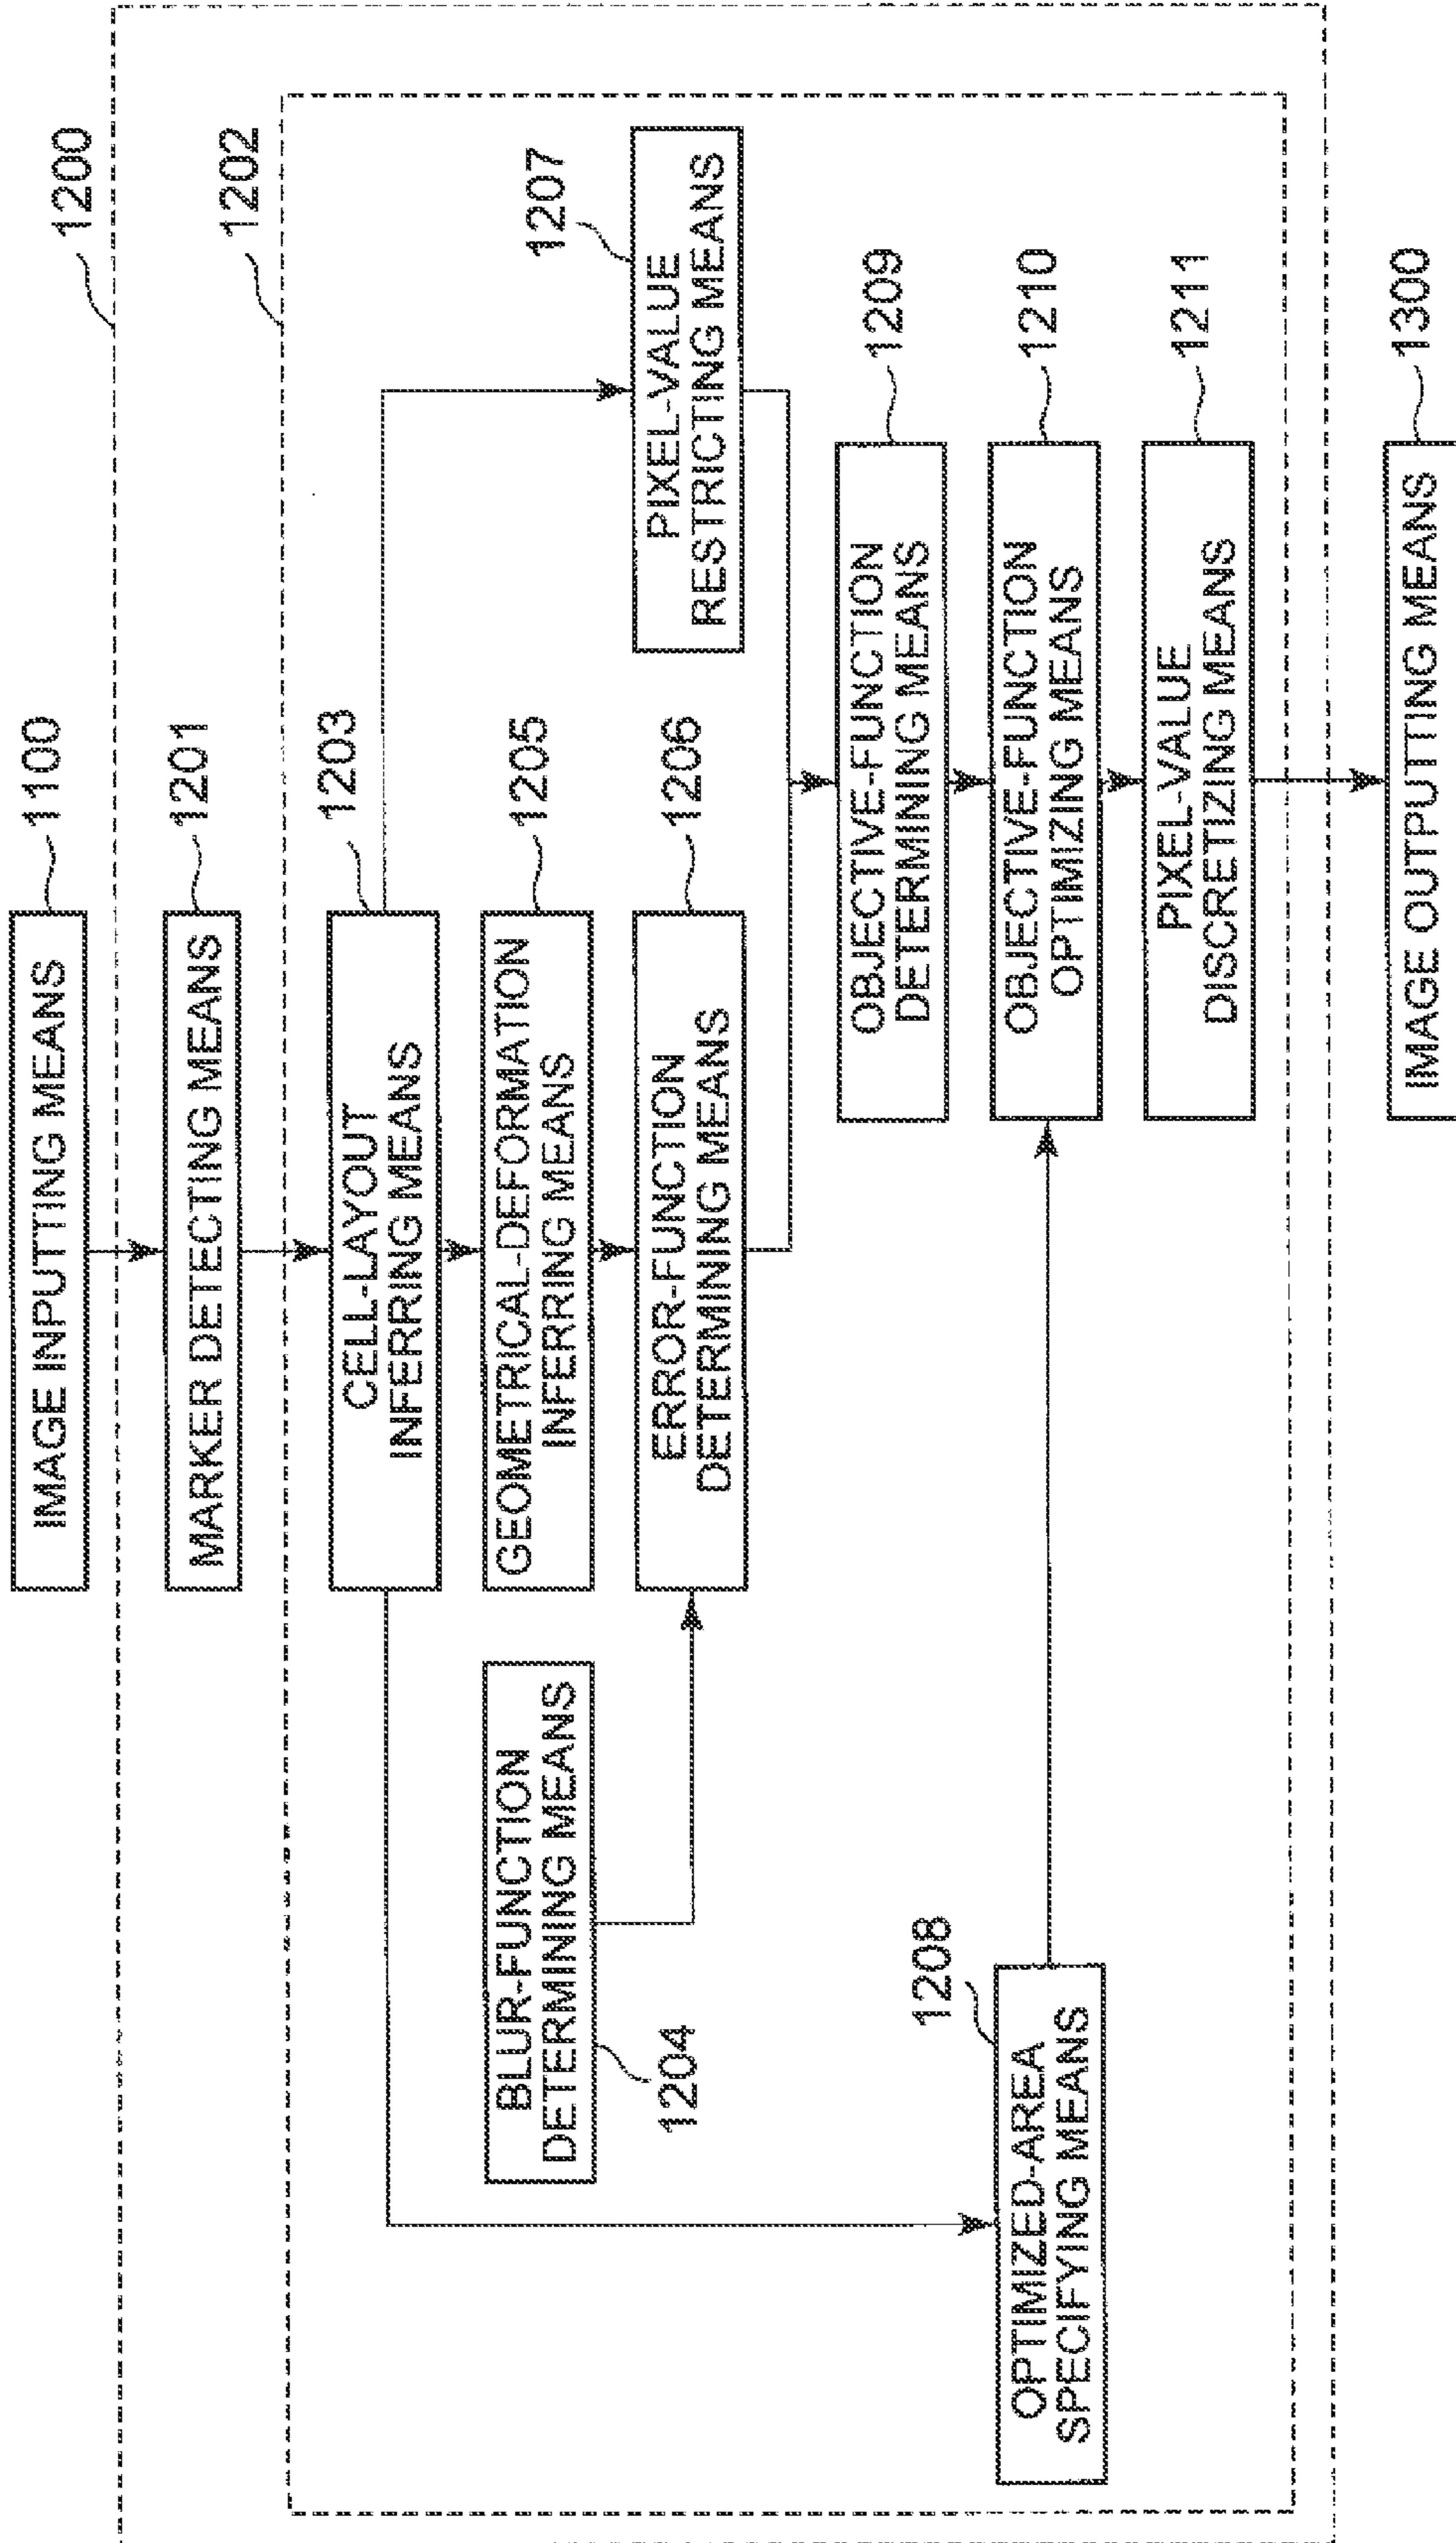 IMAGE INPUTTING MEANS
1100
1200
MARKER DETECTING MEANS
1201
1202
CELL-LAYOUT
INFERRING MEANS
1203
BLUR-FUNCTION
DETERMINING MEANS
1204
GEOMETRICAL-DEFORMATION
INFERRING MEANS
1205
ERROR-FUNCTION
DETERMINING MEANS
1206
PIXEL-VALUE
RESTRICTING MEANS
1207
OBJECTIVE-FUNCTION
DETERMINING MEANS
1209
OPTIMIZED-AREA
SPECIFYING MEANS
1208
OBJECTIVE-FUNCTION
OPTIMIZING MEANS
1210
PIXEL-VALUE
DISCRETIZING MEANS
1211
IMAGE OUTPUTTING MEANS
1300